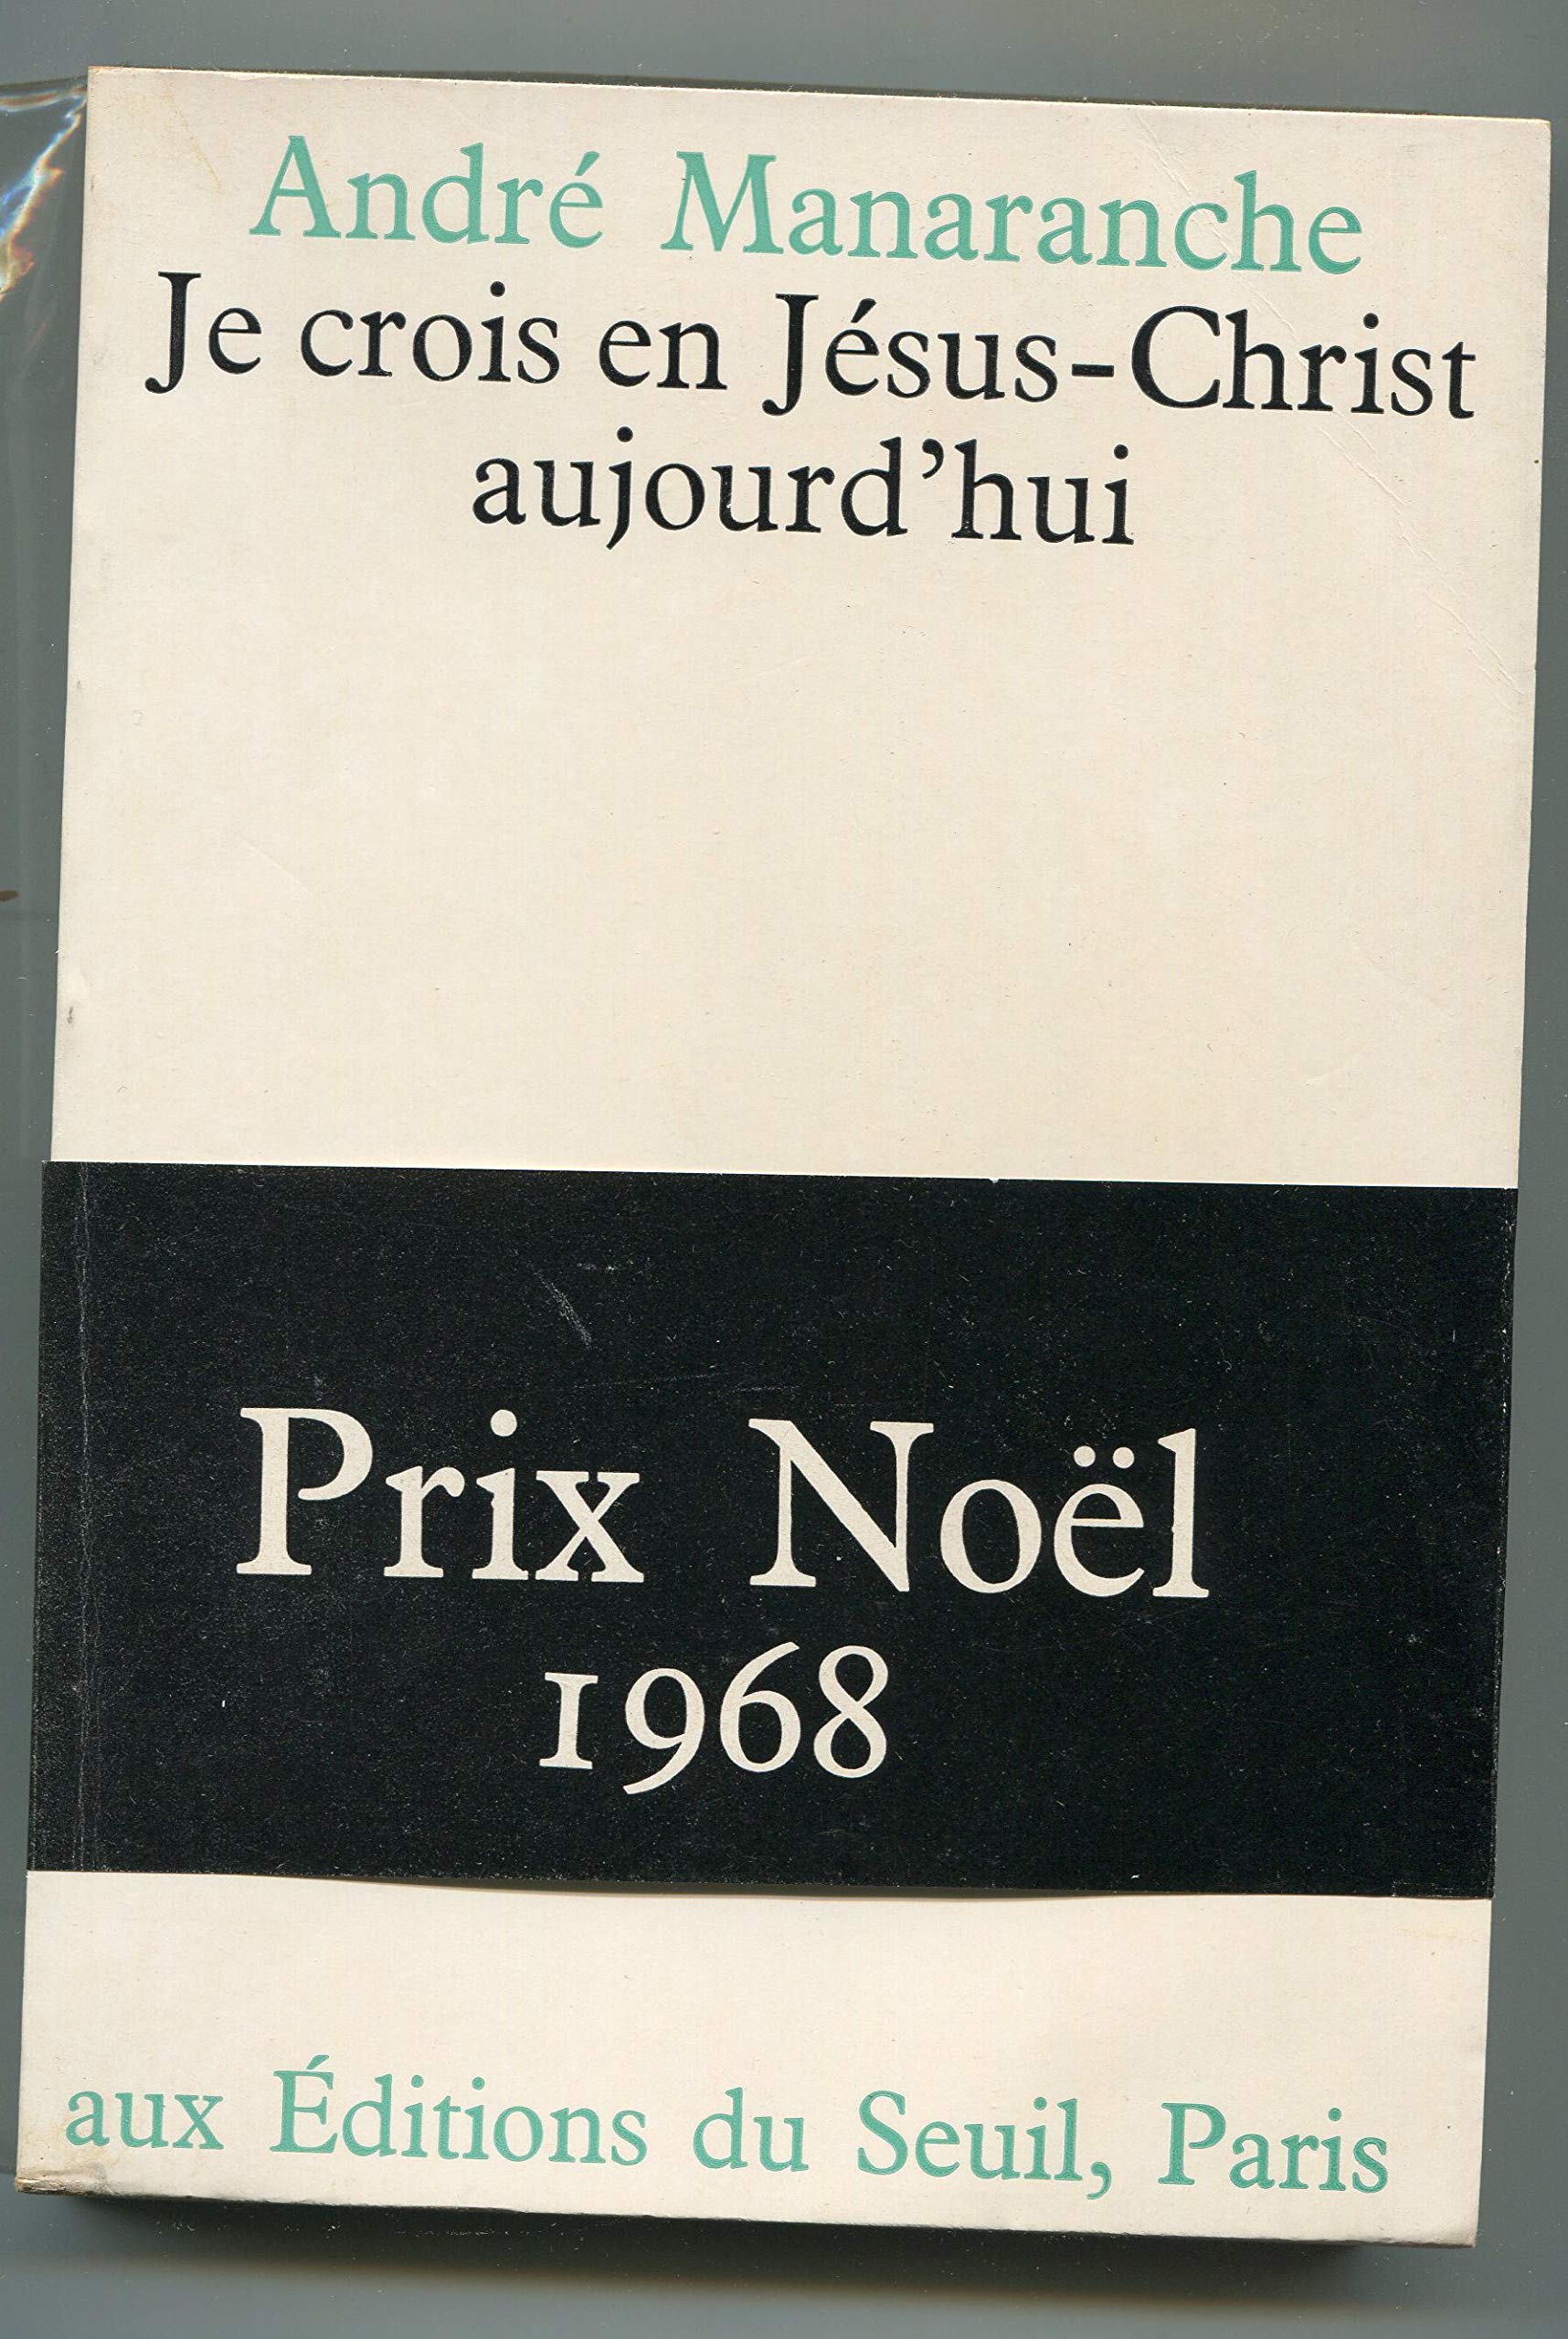 André Manaranche
Je crois en Jésus-Christ
aujourd'hui
Prix Noël
1968
aux Éditions du Seuil, Paris